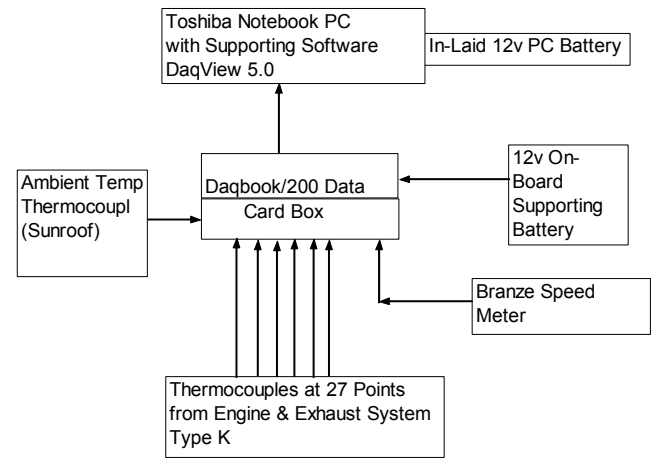 Toshiba Notebook PC
with Supporting Software
DaqView 5.0
In-Laid 12v PC Battery
Daqbook/200 Data
Card Box
12v On-
Board
Supporting
Battery
Ambient Temp
Thermocoupl
(Sunroof)
Branze Speed
Meter
Thermocouples at 27 Points
from Engine & Exhaust System
Type K